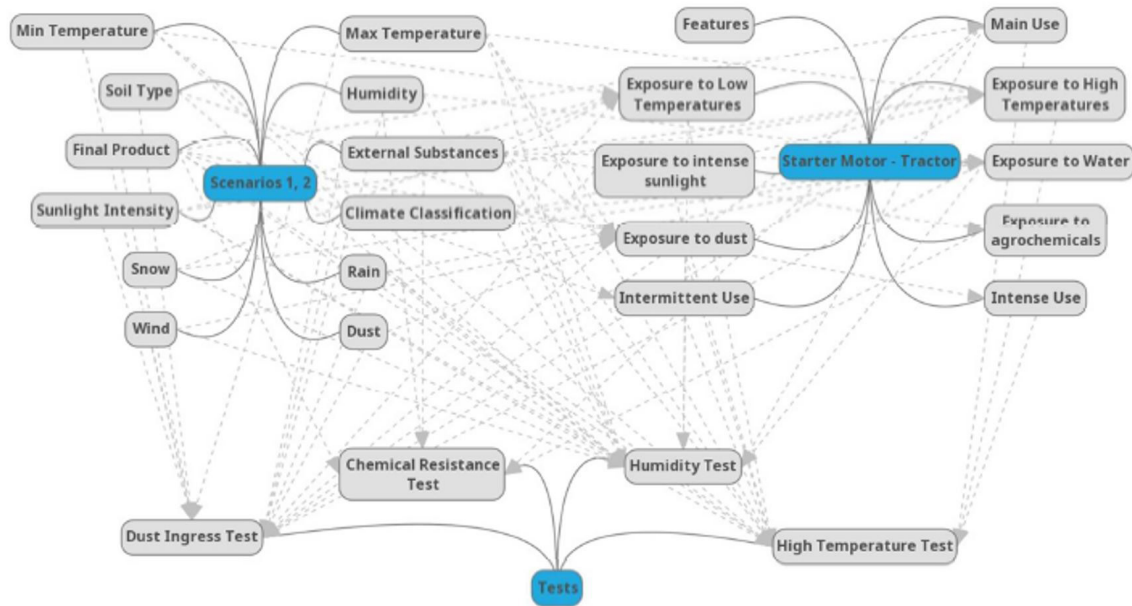 Min Temperature
Max Temperature
Features
Main Use
Soil Type
Humidity
Exposure to Low
Temperatures
Exposure to High
Temperatures
Final Product
External Substances
Exposure to intense
sunlight
Starter Motor - Tractor
Exposure to Water
Scenarios 1, 2
Sunlight Intensity
Climate Classification
Exposure to dust
Exposure to
agrochemicals
Snow
Rain
Intermittent Use
Intense Use
Wind
Dust
Chemical Resistance
Test
Humidity Test
Dust Ingress Test
High Temperature Test
Tests